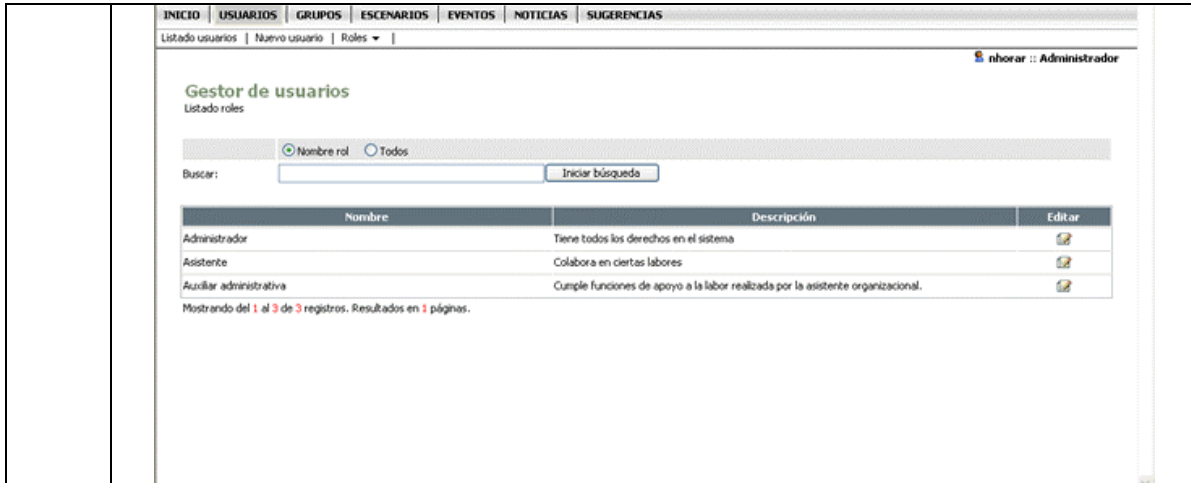 INICIO USUARIOS GRUPOS ESCENARIOS EVENTOS NOTICIAS SUGERENCIAS
Listado usuarios | Nuevo usuario | Roles |
nhorar :: Administrador
Gestor de usuarios
Listado roles
Nombre rol Todos
Buscar: Iniciar búsqueda
Nombre Descripción Editar
Administrador Tiene todos los derechos en el sistema
Asistente Colabora en ciertas labores
Auxiliar administrativa Cumple funciones de apoyo a la labor realizada por la asistente organizacional.
Mostrando del 1 al 3 de 3 registros. Resultados en 1 páginas.